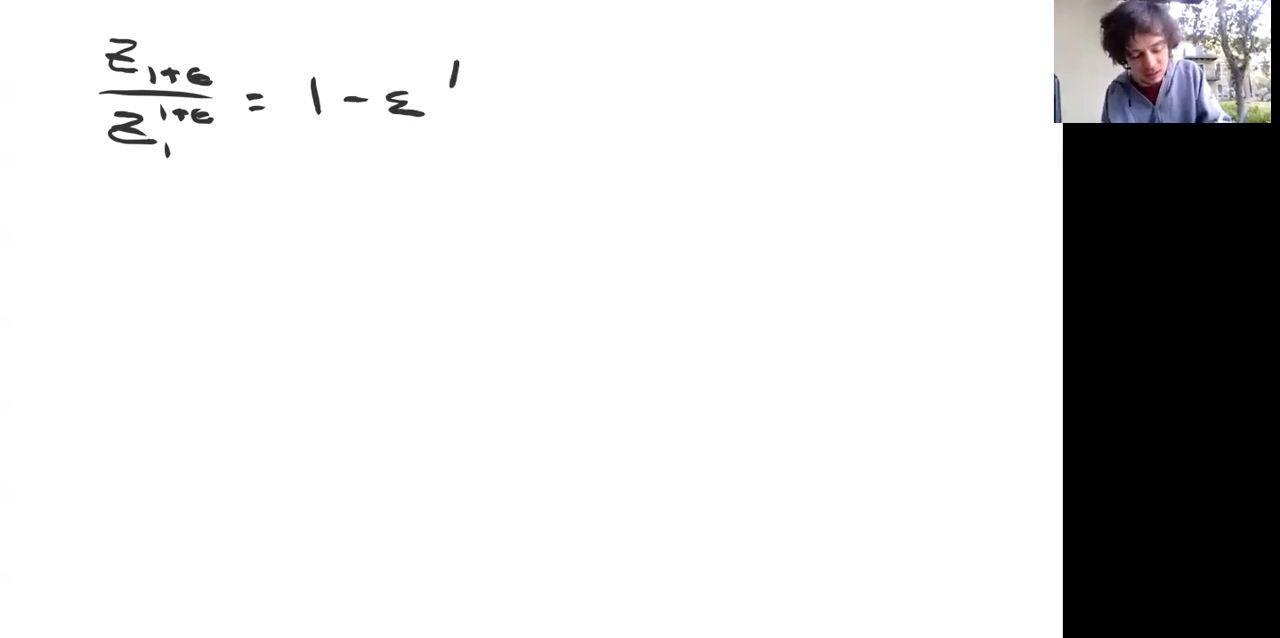 Z_{1+ε} / Z_1^{1+ε} = 1 - ε